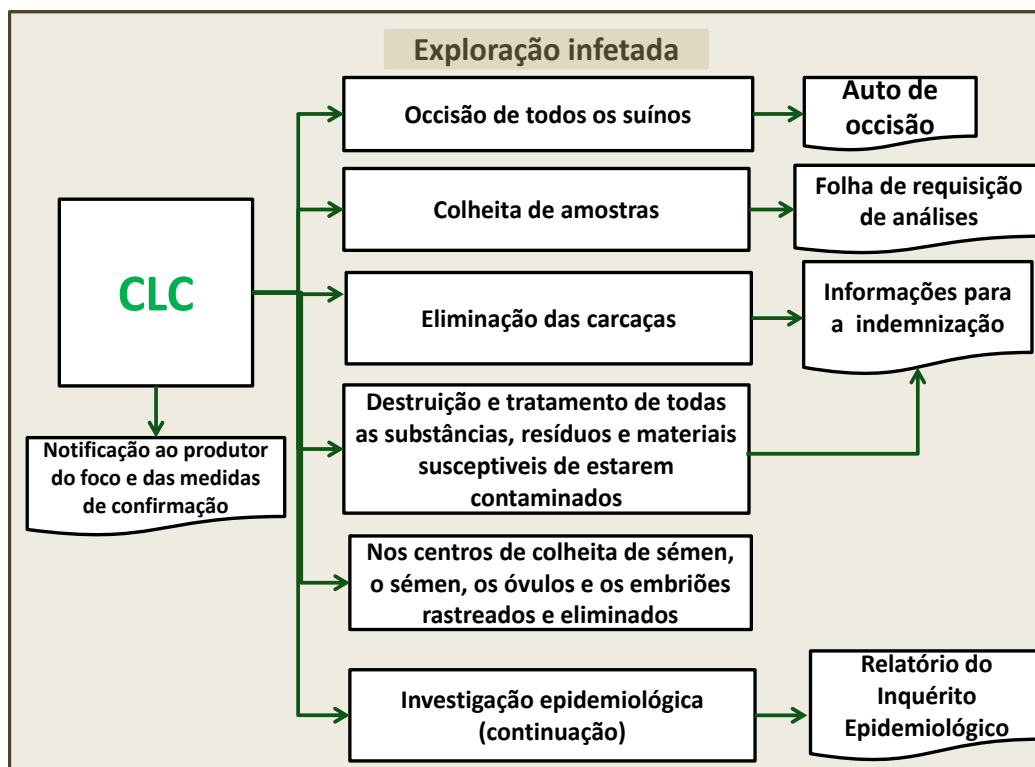 Exploração infetada
Occisão de todos os suínos
Auto de
occisão
Colheita de amostras
Folha de requisição
de análises
CLC
Eliminação das carcaças
Informações para
a indemnização
Notificação ao produtor
do foco e das medidas
de confirmação
Destruição e tratamento de todas
as substâncias, resíduos e materiais
susceptiveis de estarem
contaminados
Nos centros de colheita de sémen,
o sémen, os óvulos e os embriões
rastreados e eliminados
Investigação epidemiológica
(continuação)
Relatório do
Inquérito
Epidemiológico